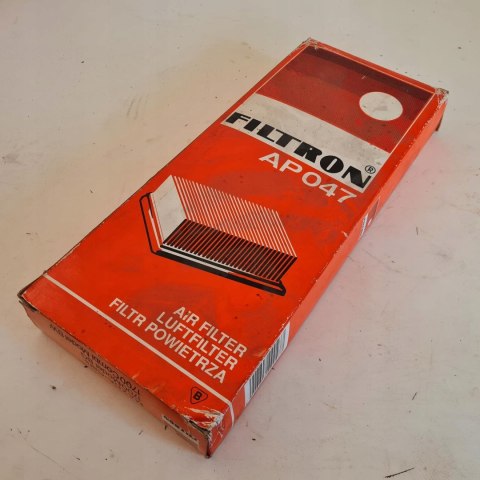 FILTRON®
AP 047
AiR FILTER
LUFTFILTER
FILTR POWIETRZA
B